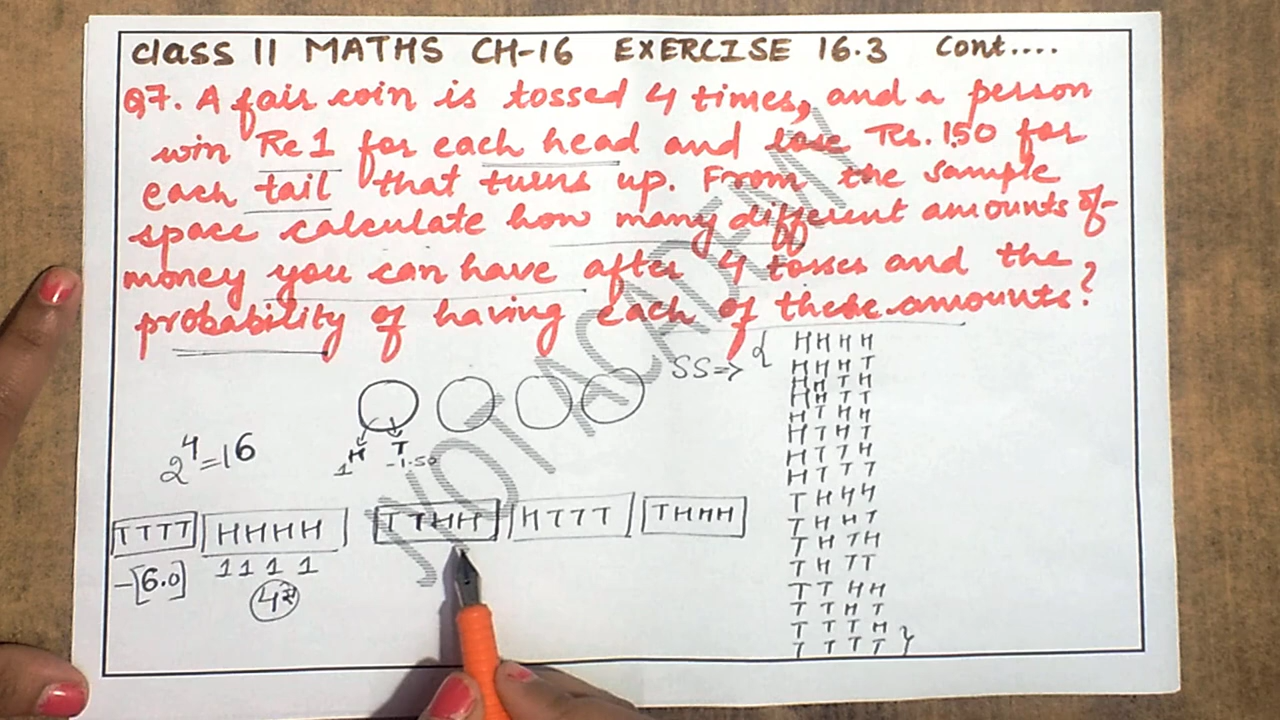 class 11 MATHS CH-16 EXERCISE 16.3 Cont....
Q7. A fair coin is tossed 4 times, and a person
win Re 1 for each head and lose Rs. 1.50 for
each tail that turns up. From the sample
space calculate how many different amounts of
money you can have after 4 tosses and the
probability of having each of these amounts?
SS => {
HHHH
HHHT
HHTH
HHTT
HTHH
HTHT
HTTH
HTTT
THHH
THHT
THTH
THTT
TTHH
TTHT
TTTH
TTTT }
H T
1 -1.50
2^4=16
TTTT HHHH TTHH HTTT THHH
-[6.0] 1 1 1 1
JYOTI ACADEMY